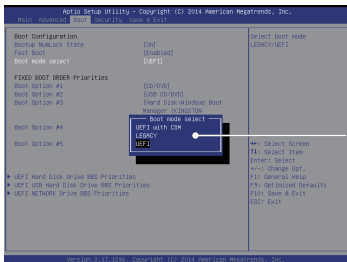 Aptio Setup Utility - Copyright (C) 2014 American Megatrends, Inc.
Main Advanced Boot Security Save & Exit
Boot Configuration
Bootup NumLock State [On]
Fast Boot [Enabled]
Boot mode select [UEFI]
FIXED BOOT ORDER Priorities
Boot Option #1 [CD/DVD]
Boot Option #2 [USB CD/DVD]
Boot Option #3 [Hard Disk:Windows Boot
Manager (KINGSTON
Boot mode select
Boot Option #4 UEFI with CSM
LEGACY
Boot Option #5 UEFI
UEFI Hard Disk Drive BBS Priorities
UEFI USB Hard Disk Drive BBS Priorities
UEFI NETWORK Drive BBS Priorities
Select boot mode
LEGACY/UEFI
→←: Select Screen
↑↓: Select Item
Enter: Select
+/-: Change Opt.
F1: General Help
F9: Optimized Defaults
F10: Save & Exit
ESC: Exit
Version 2.17.1246. Copyright (C) 2014 American Megatrends, Inc.